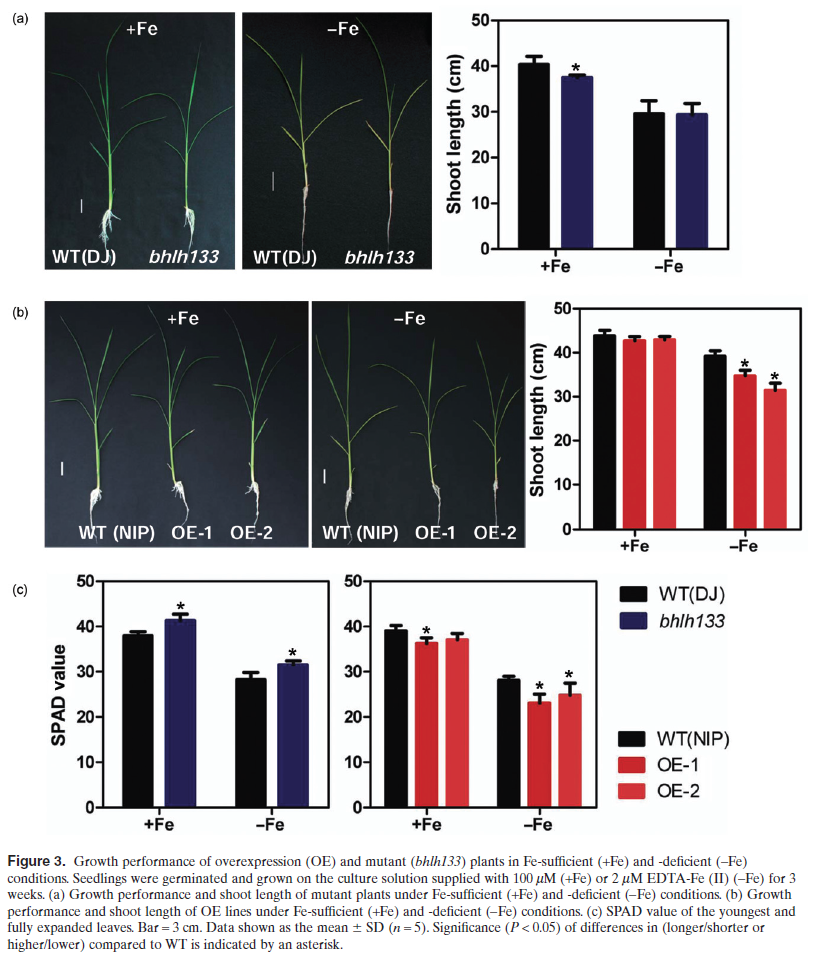 (a)
+Fe
–Fe
WT(DJ) bhlh133
WT(DJ) bhlh133
Shoot length (cm)
50
40
30
20
10
0
*
+Fe –Fe
(b)
+Fe
–Fe
WT (NIP) OE-1 OE-2
WT (NIP) OE-1 OE-2
Shoot length (cm)
50
40
30
20
10
0
* *
+Fe –Fe
(c)
SPAD value
50
40
30
20
10
0
* *
+Fe –Fe
50
40
30
20
10
0
* * *
+Fe –Fe
WT(DJ)
bhlh133
WT(NIP)
OE-1
OE-2
Figure 3. Growth performance of overexpression (OE) and mutant (bhlh133) plants in Fe-sufficient (+Fe) and -deficient (–Fe)
conditions. Seedlings were germinated and grown on the culture solution supplied with 100 μM (+Fe) or 2 μM EDTA-Fe (II) (–Fe) for 3
weeks. (a) Growth performance and shoot length of mutant plants under Fe-sufficient (+Fe) and -deficient (–Fe) conditions. (b) Growth
performance and shoot length of OE lines under Fe-sufficient (+Fe) and -deficient (–Fe) conditions. (c) SPAD value of the youngest and
fully expanded leaves. Bar = 3 cm. Data shown as the mean ± SD (n = 5). Significance (P < 0.05) of differences in (longer/shorter or
higher/lower) compared to WT is indicated by an asterisk.